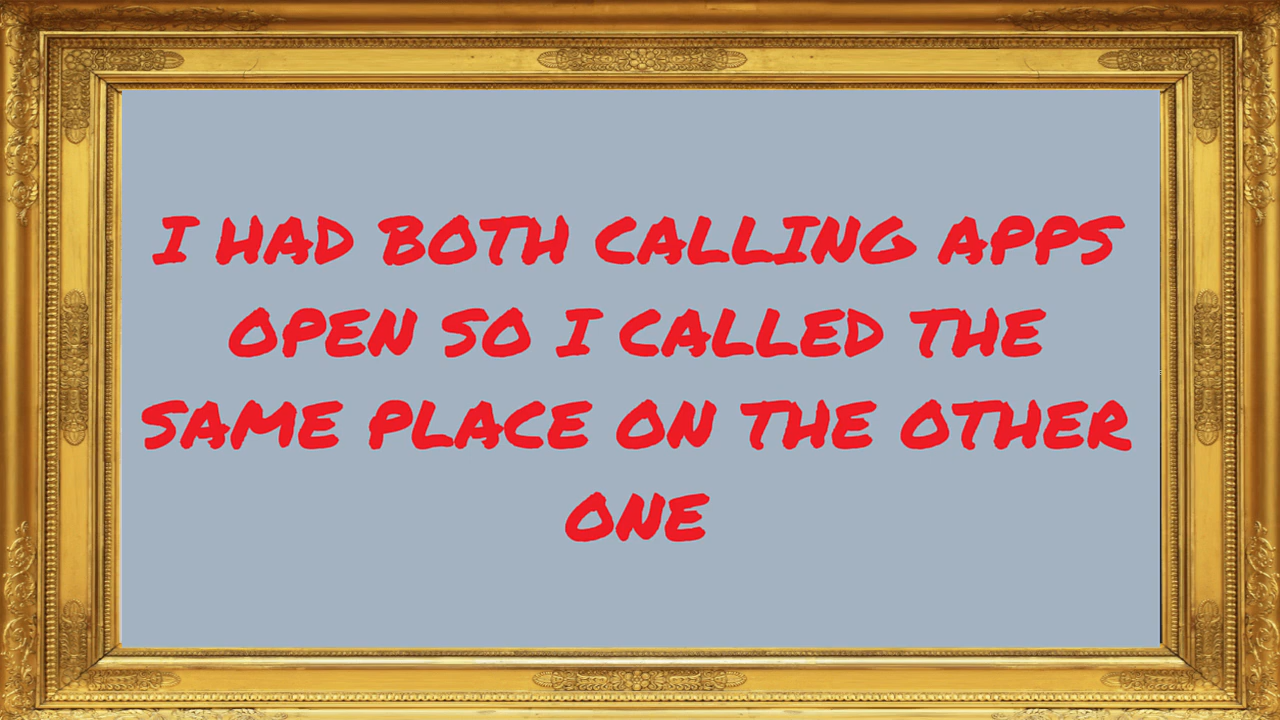 I HAD BOTH CALLING APPS
OPEN SO I CALLED THE
SAME PLACE ON THE OTHER
ONE